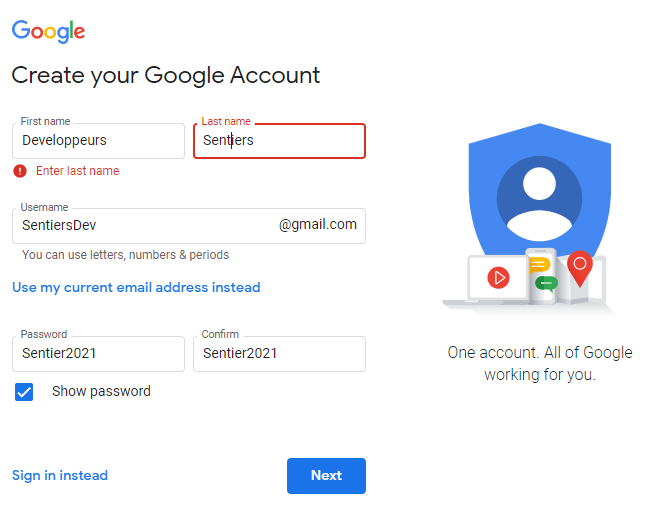 Google
Create your Google Account
First name
Last name
Developpeurs
Sentiers
Enter last name
Username
SentiersDev
@gmail.com
You can use letters, numbers & periods
Use my current email address instead
Password
Confirm
Sentier2021
Sentier2021
Show password
Sign in instead
Next
One account. All of Google
working for you.